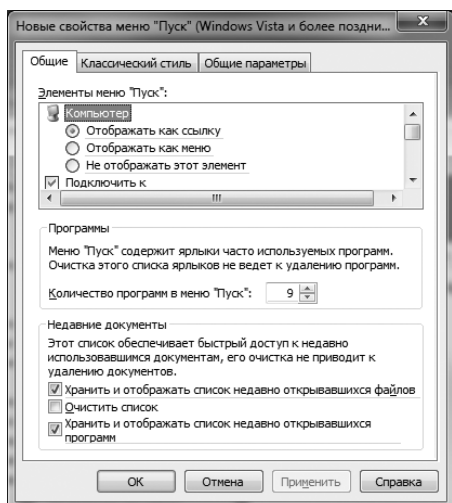 Новые свойства меню "Пуск" (Windows Vista и более поздни...
Общие
Классический стиль
Общие параметры
Элементы меню "Пуск":
Компьютер
Отображать как ссылку
Отображать как меню
Не отображать этот элемент
Подключить к
Программы
Меню "Пуск" содержит ярлыки часто используемых программ.
Очистка этого списка ярлыков не ведет к удалению программ.
Количество программ в меню "Пуск": 9
Недавние документы
Этот список обеспечивает быстрый доступ к недавно
использовавшимся документам, его очистка не приводит к
удалению документов.
Хранить и отображать список недавно открывавшихся файлов
Очистить список
Хранить и отображать список недавно открывавшихся
программ
ОК
Отмена
Применить
Справка